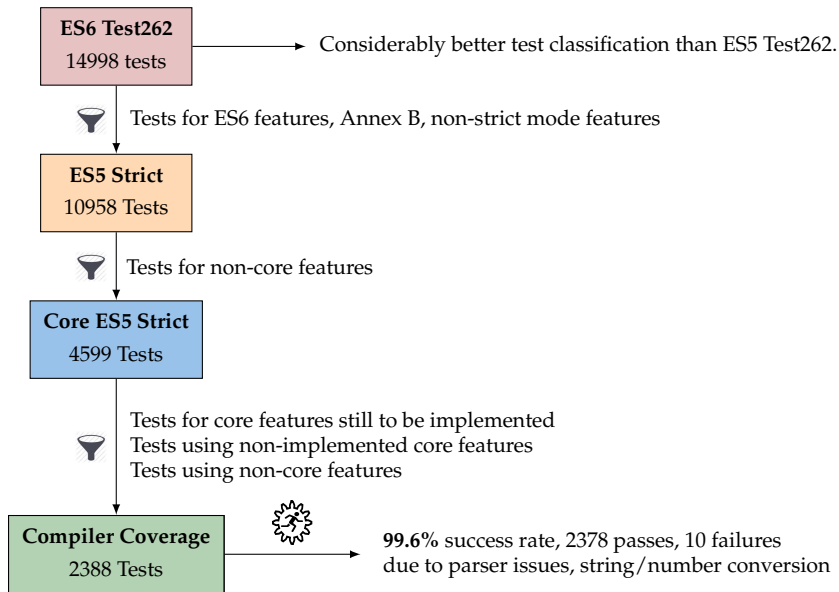 ES6 Test262
14998 tests
Considerably better test classification than ES5 Test262.
Tests for ES6 features, Annex B, non-strict mode features
ES5 Strict
10958 Tests
Tests for non-core features
Core ES5 Strict
4599 Tests
Tests for core features still to be implemented
Tests using non-implemented core features
Tests using non-core features
Compiler Coverage
2388 Tests
99.6% success rate, 2378 passes, 10 failures
due to parser issues, string/number conversion